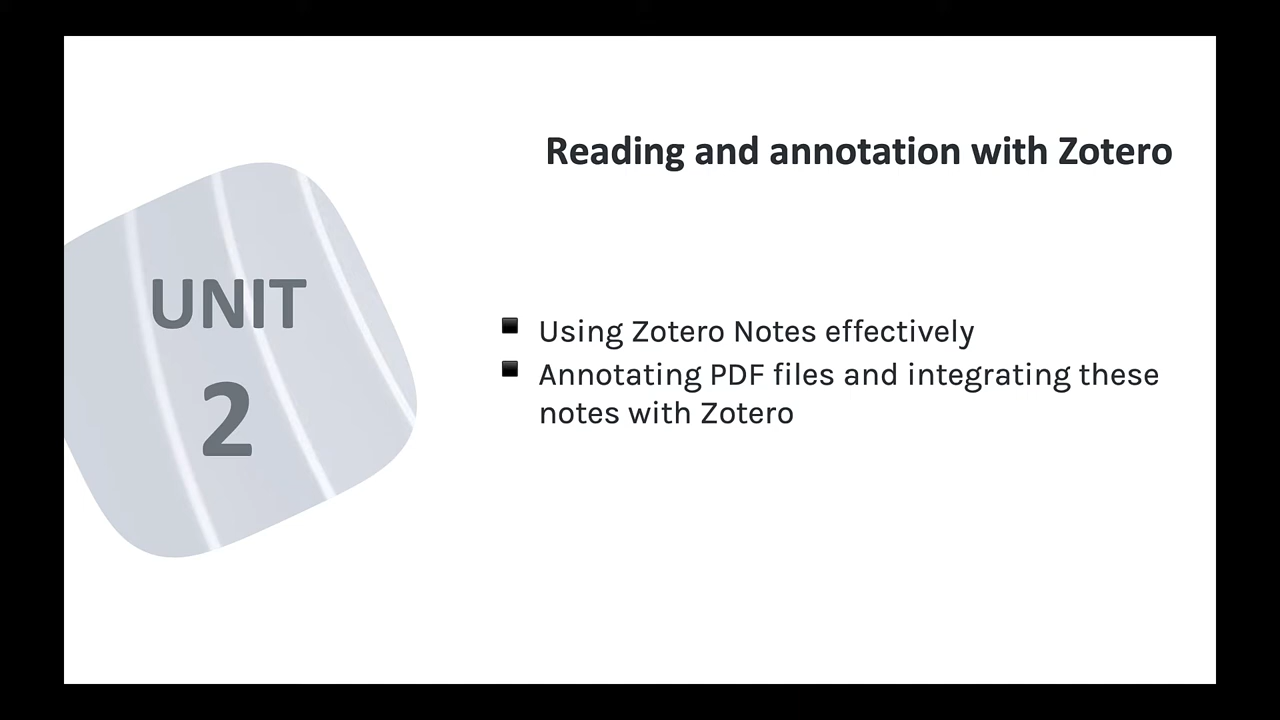 Reading and annotation with Zotero
UNIT
2
Using Zotero Notes effectively
Annotating PDF files and integrating these
notes with Zotero